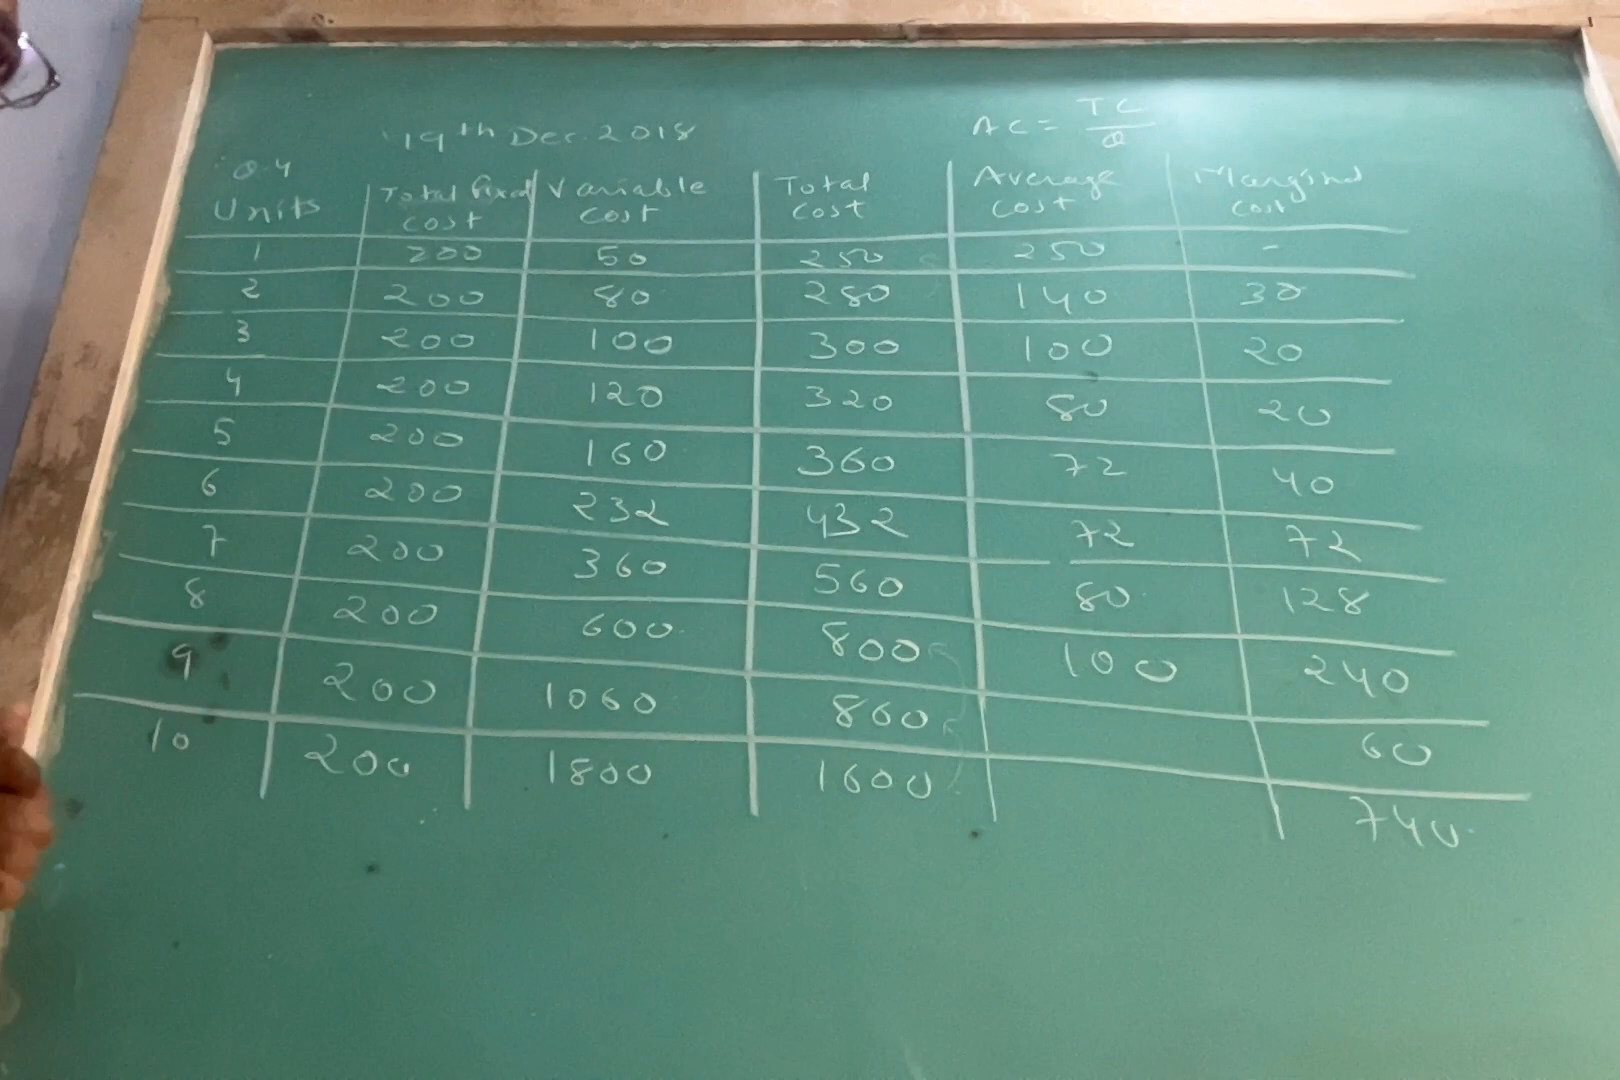 19th Dec. 2018
AC = TC / Q
Q.4
Units | Total fixed cost | Variable cost | Total cost | Average cost | Marginal cost
1 | 200 | 50 | 250 | 250 | -
2 | 200 | 80 | 280 | 140 | 30
3 | 200 | 100 | 300 | 100 | 20
4 | 200 | 120 | 320 | 80 | 20
5 | 200 | 160 | 360 | 72 | 40
6 | 200 | 232 | 432 | 72 | 72
7 | 200 | 360 | 560 | 80 | 128
8 | 200 | 600 | 800 | 100 | 240
9 | 200 | 1060 | 860 | | 60
10 | 200 | 1800 | 1600 | | 740